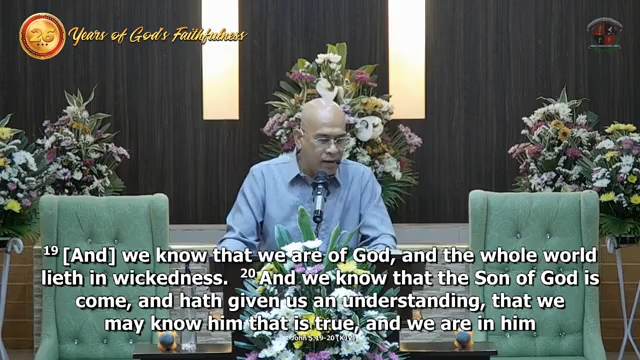 25 Years of God's Faithfulness
19 [And] we know that we are of God, and the whole world
lieth in wickedness. 20 And we know that the Son of God is
come, and hath given us an understanding, that we
may know him that is true, and we are in him
John 5.19-20 (KJV)